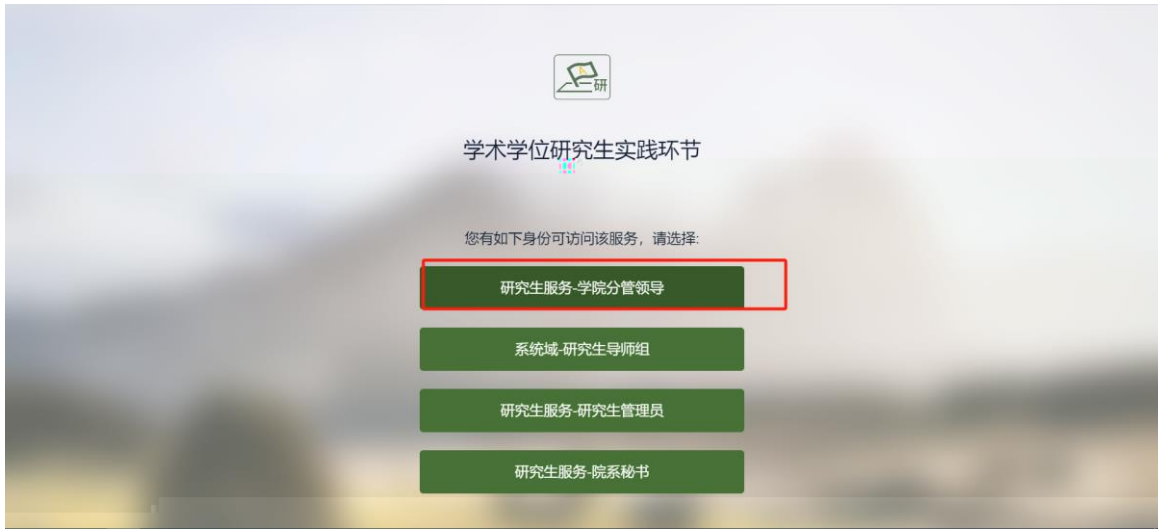 研
学术学位研究生实践环节
您有如下身份可访问该服务，请选择:
研究生服务-学院分管领导
系统域-研究生导师组
研究生服务-研究生管理员
研究生服务-院系秘书